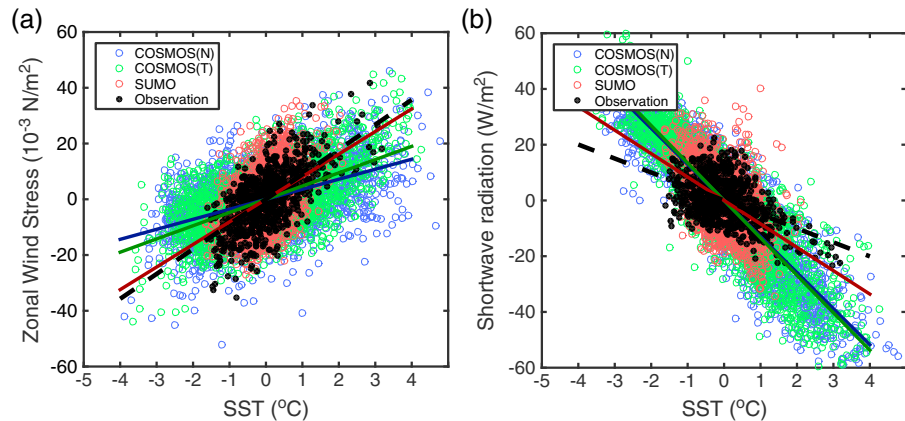 (a)
Zonal Wind Stress (10⁻³ N/m²)
60
40
20
0
-20
-40
-60
COSMOS(N)
COSMOS(T)
SUMO
Observation
-5 -4 -3 -2 -1 0 1 2 3 4
SST (°C)
(b)
Shortwave radiation (W/m²)
60
40
20
0
-20
-40
-60
COSMOS(N)
COSMOS(T)
SUMO
Observation
-5 -4 -3 -2 -1 0 1 2 3 4
SST (°C)